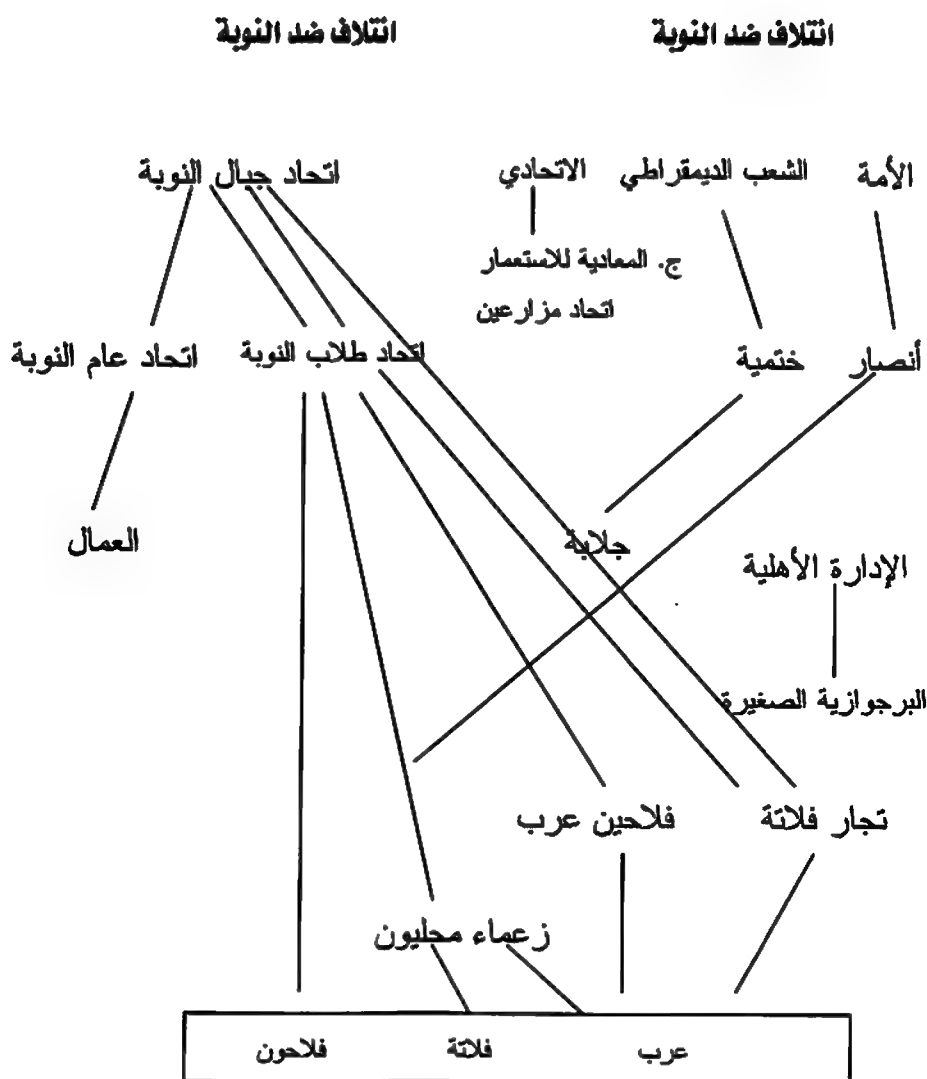 ائتلاف ضد النوبة
ائتلاف ضد النوبة
الأمة
الشعب الديمقراطي
الاتحادي
اتحاد جبال النوبة
ج. المعادية للاستعمار
اتحاد مزارعين
أنصار
ختمية
اتحاد طلاب النوبة
اتحاد عام النوبة
جلابة
العمال
الإدارة الأهلية
البرجوازية الصغيرة
تجار فلاتة
فلاحين عرب
زعماء محليون
عرب
فلاتة
فلاحون